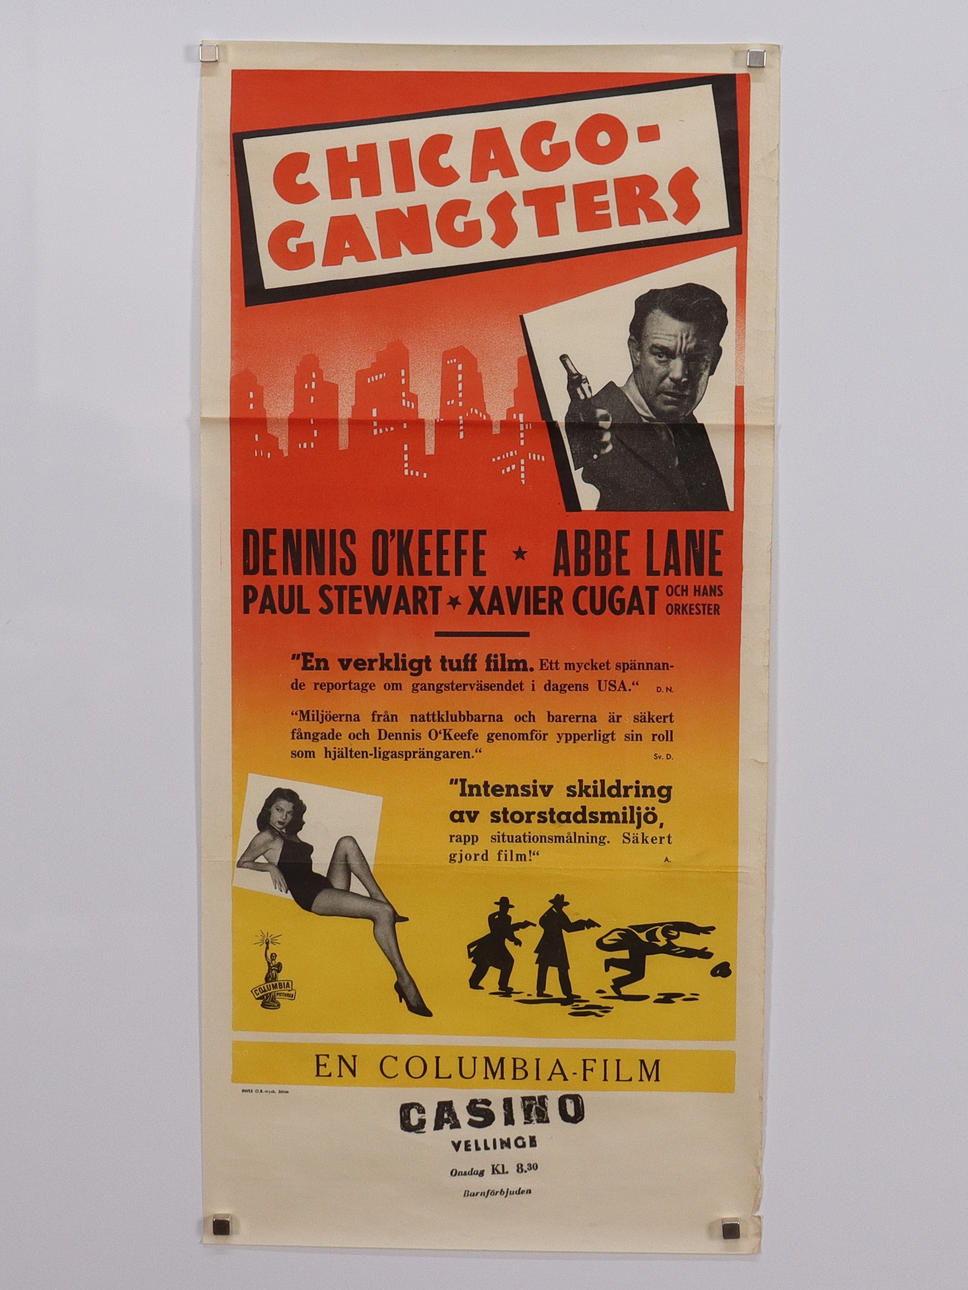 CHICAGO-
GANGSTERS
DENNIS O'KEEFE ★ ABBE LANE
PAUL STEWART ★ XAVIER CUGAT OCH HANS
ORKESTER
"En verkligt tuff film. Ett mycket spännan-
de reportage om gangsterväsendet i dagens USA.“ D. N.
“Miljöerna från nattklubbarna och barerna är säkert
fångade och Dennis O‘Keefe genomför ypperligt sin roll
som hjälten-ligasprängaren.“ Sv. D.
"Intensiv skildring
av storstadsmiljö,
rapp situationsmålning. Säkert
gjord film!“ A.
COLUMBIA
PICTURES
EN COLUMBIA-FILM
CASINO
VELLINGE
Onsdag Kl. 8.30
Barnförbjuden